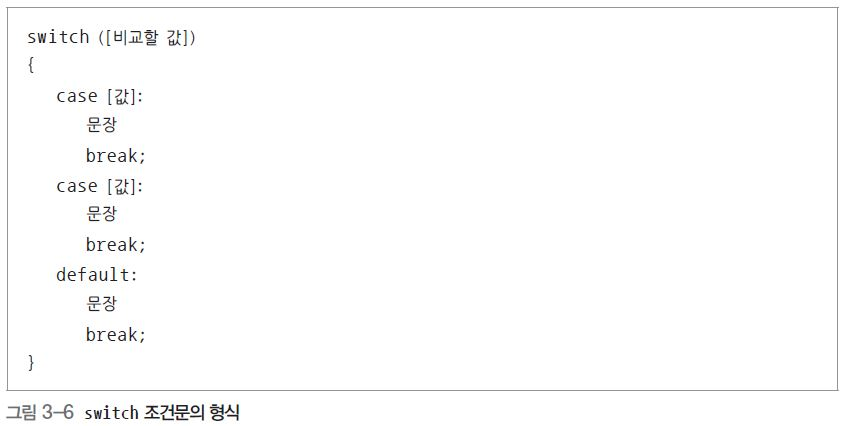 switch ([비교할 값])
{
case [값]:
문장
break;
case [값]:
문장
break;
default:
문장
break;
}
그림 3-6 switch 조건문의 형식